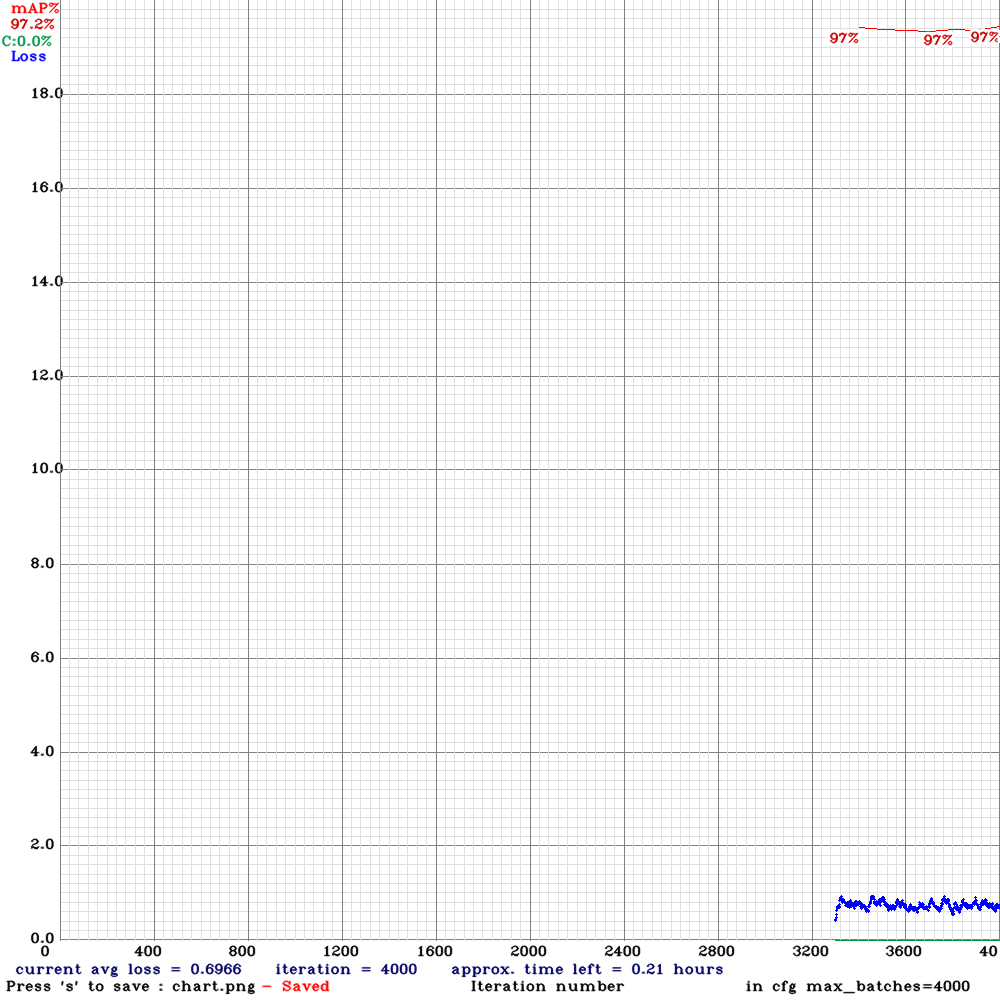 mAP%
97.2%
C:0.0%
Loss
97% 97% 97%
18.0
16.0
14.0
12.0
10.0
8.0
6.0
4.0
2.0
0.0
0 400 800 1200 1600 2000 2400 2800 3200 3600 40
current avg loss = 0.6966 iteration = 4000 approx. time left = 0.21 hours
Press 's' to save : chart.png - Saved Iteration number in cfg max_batches=4000